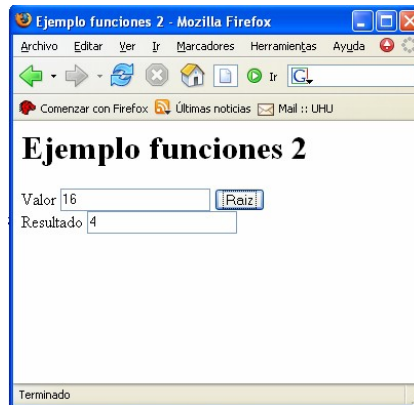 Ejemplo funciones 2 - Mozilla Firefox
Archivo Editar Ver Ir Marcadores Herramientas Ayuda
Ir G
Comenzar con Firefox Últimas noticias Mail :: UHU
Ejemplo funciones 2
Valor 16 Raiz
Resultado 4
Terminado